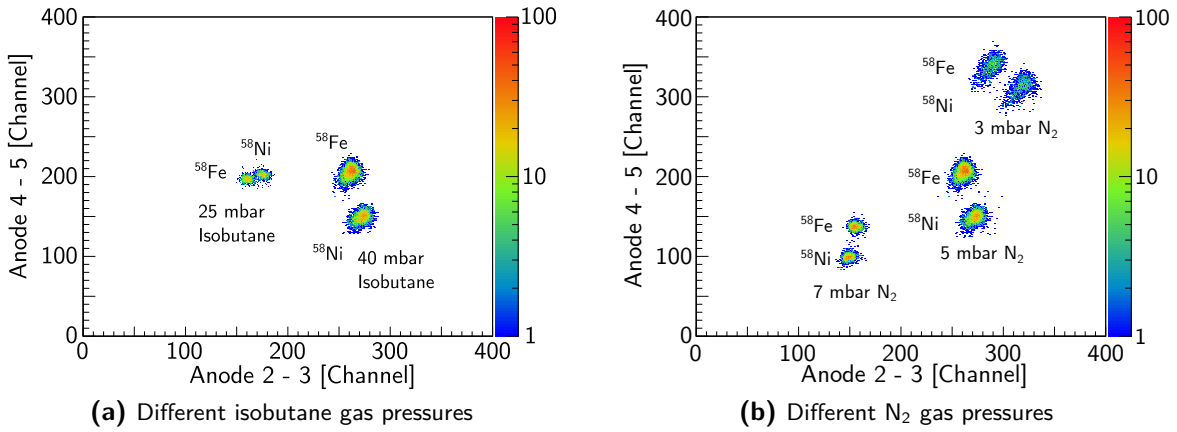 400
300
200
100
0
0
100
200
300
400
Anode 4 - 5 [Channel]
Anode 2 - 3 [Channel]
⁵⁸Ni
⁵⁸Fe
⁵⁸Fe
25 mbar
Isobutane
⁵⁸Ni
40 mbar
Isobutane
100
10
1
(a) Different isobutane gas pressures
400
300
200
100
0
0
100
200
300
400
Anode 4 - 5 [Channel]
Anode 2 - 3 [Channel]
⁵⁸Fe
⁵⁸Ni
3 mbar N₂
⁵⁸Fe
⁵⁸Ni
5 mbar N₂
⁵⁸Fe
⁵⁸Ni
7 mbar N₂
100
10
1
(b) Different N₂ gas pressures